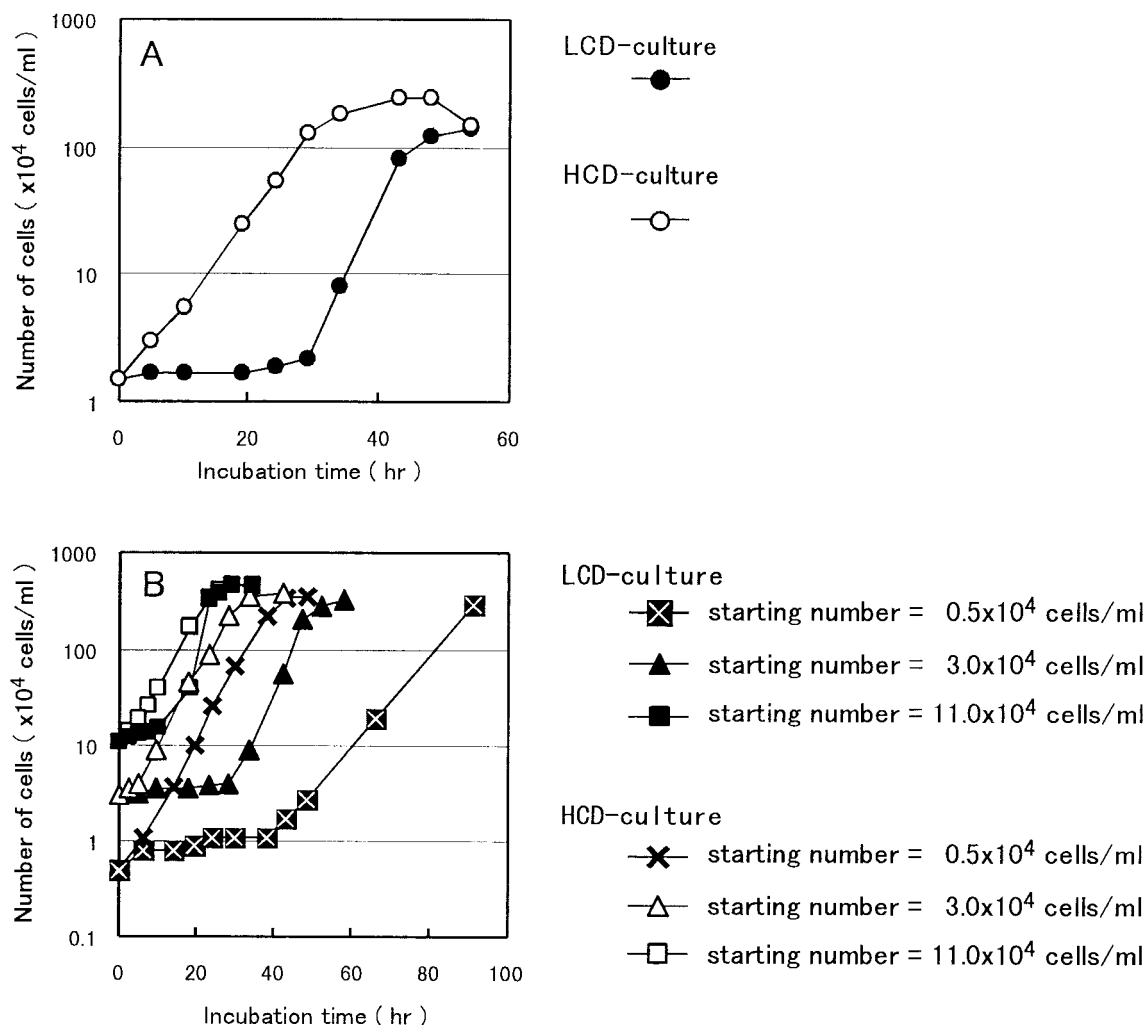 A
1000
100
10
1
0
20
40
60
Number of cells ( x10⁴ cells/ml)
Incubation time ( hr )
LCD-culture
HCD-culture
B
1000
100
10
1
0.1
0
20
40
60
80
100
Number of cells ( x10⁴ cells/ml)
Incubation time ( hr )
LCD-culture
starting number = 0.5x10⁴ cells/ml
starting number = 3.0x10⁴ cells/ml
starting number = 11.0x10⁴ cells/ml
HCD-culture
starting number = 0.5x10⁴ cells/ml
starting number = 3.0x10⁴ cells/ml
starting number = 11.0x10⁴ cells/ml